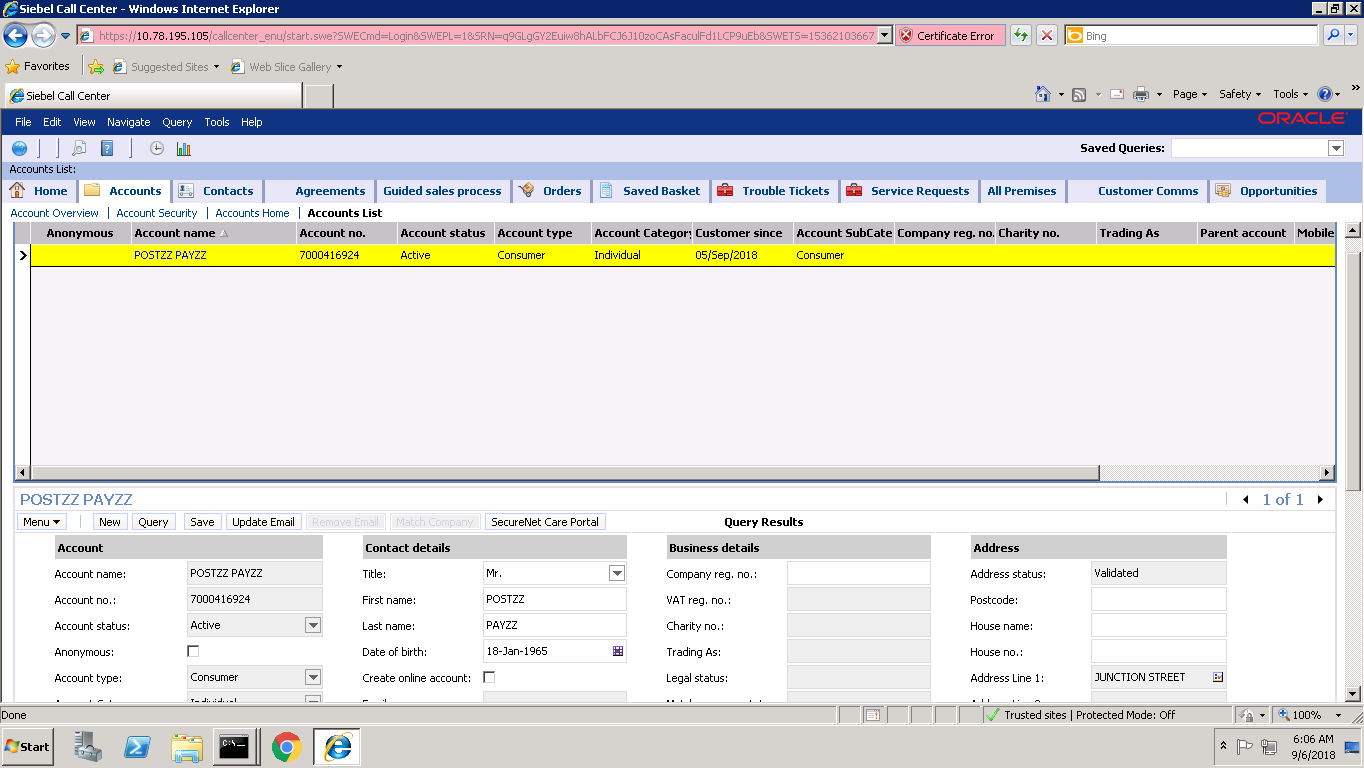 Siebel Call Center - Windows Internet Explorer
https://10.78.195.105/callcenter_enu/start.swe?SWECmd=Login&SWEPL=1&SRN=q9GLgGY2Euiw8hALbFCJ6J10zoCAsFaculFd1LCP9uEb&SWETS=15362103667 Certificate Error Bing
Favorites Suggested Sites Web Slice Gallery
Siebel Call Center Page Safety Tools
File Edit View Navigate Query Tools Help ORACLE
Saved Queries:
Accounts List:
Home Accounts Contacts Agreements Guided sales process Orders Saved Basket Trouble Tickets Service Requests All Premises Customer Comms Opportunities
Account Overview | Account Security | Accounts Home | Accounts List
Anonymous Account name Account no. Account status Account type Account Category Customer since Account SubCate Company reg. no. Charity no. Trading As Parent account Mobile
POSTZZ PAYZZ 7000416924 Active Consumer Individual 05/Sep/2018 Consumer
POSTZZ PAYZZ 1 of 1
Menu New Query Save Update Email Remove Email Match Company SecureNet Care Portal Query Results
Account Contact details Business details Address
Account name: POSTZZ PAYZZ Title: Mr. Company reg. no.: Address status: Validated
Account no.: 7000416924 First name: POSTZZ VAT reg. no.: Postcode:
Account status: Active Last name: PAYZZ Charity no.: House name:
Anonymous: Date of birth: 18-Jan-1965 Trading As: House no.:
Account type: Consumer Create online account: Legal status: Address Line 1: JUNCTION STREET
Done Trusted sites | Protected Mode: Off 100%
Start 6:06 AM
9/6/2018